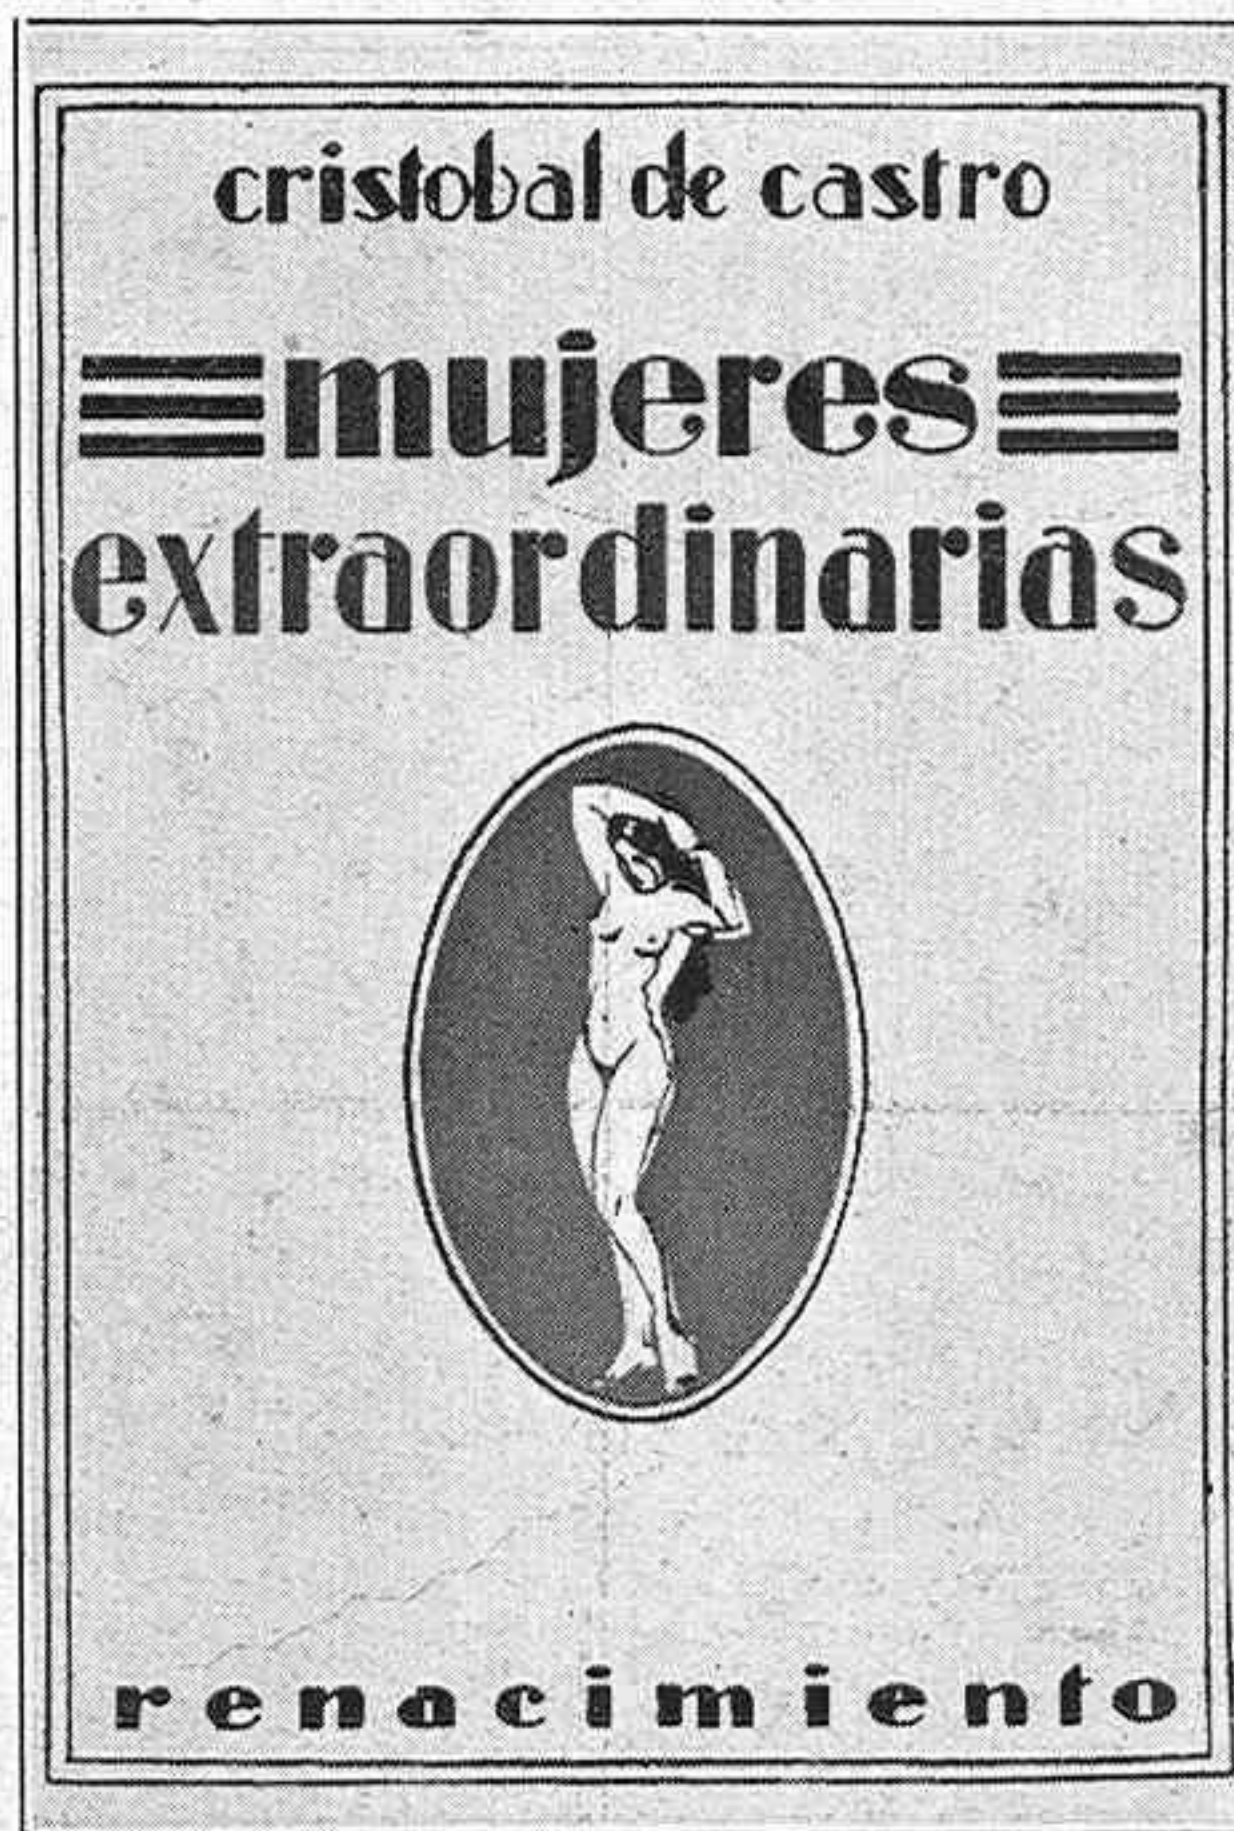 cristobal de castro
mujeres
extraordinarias
renacimiento